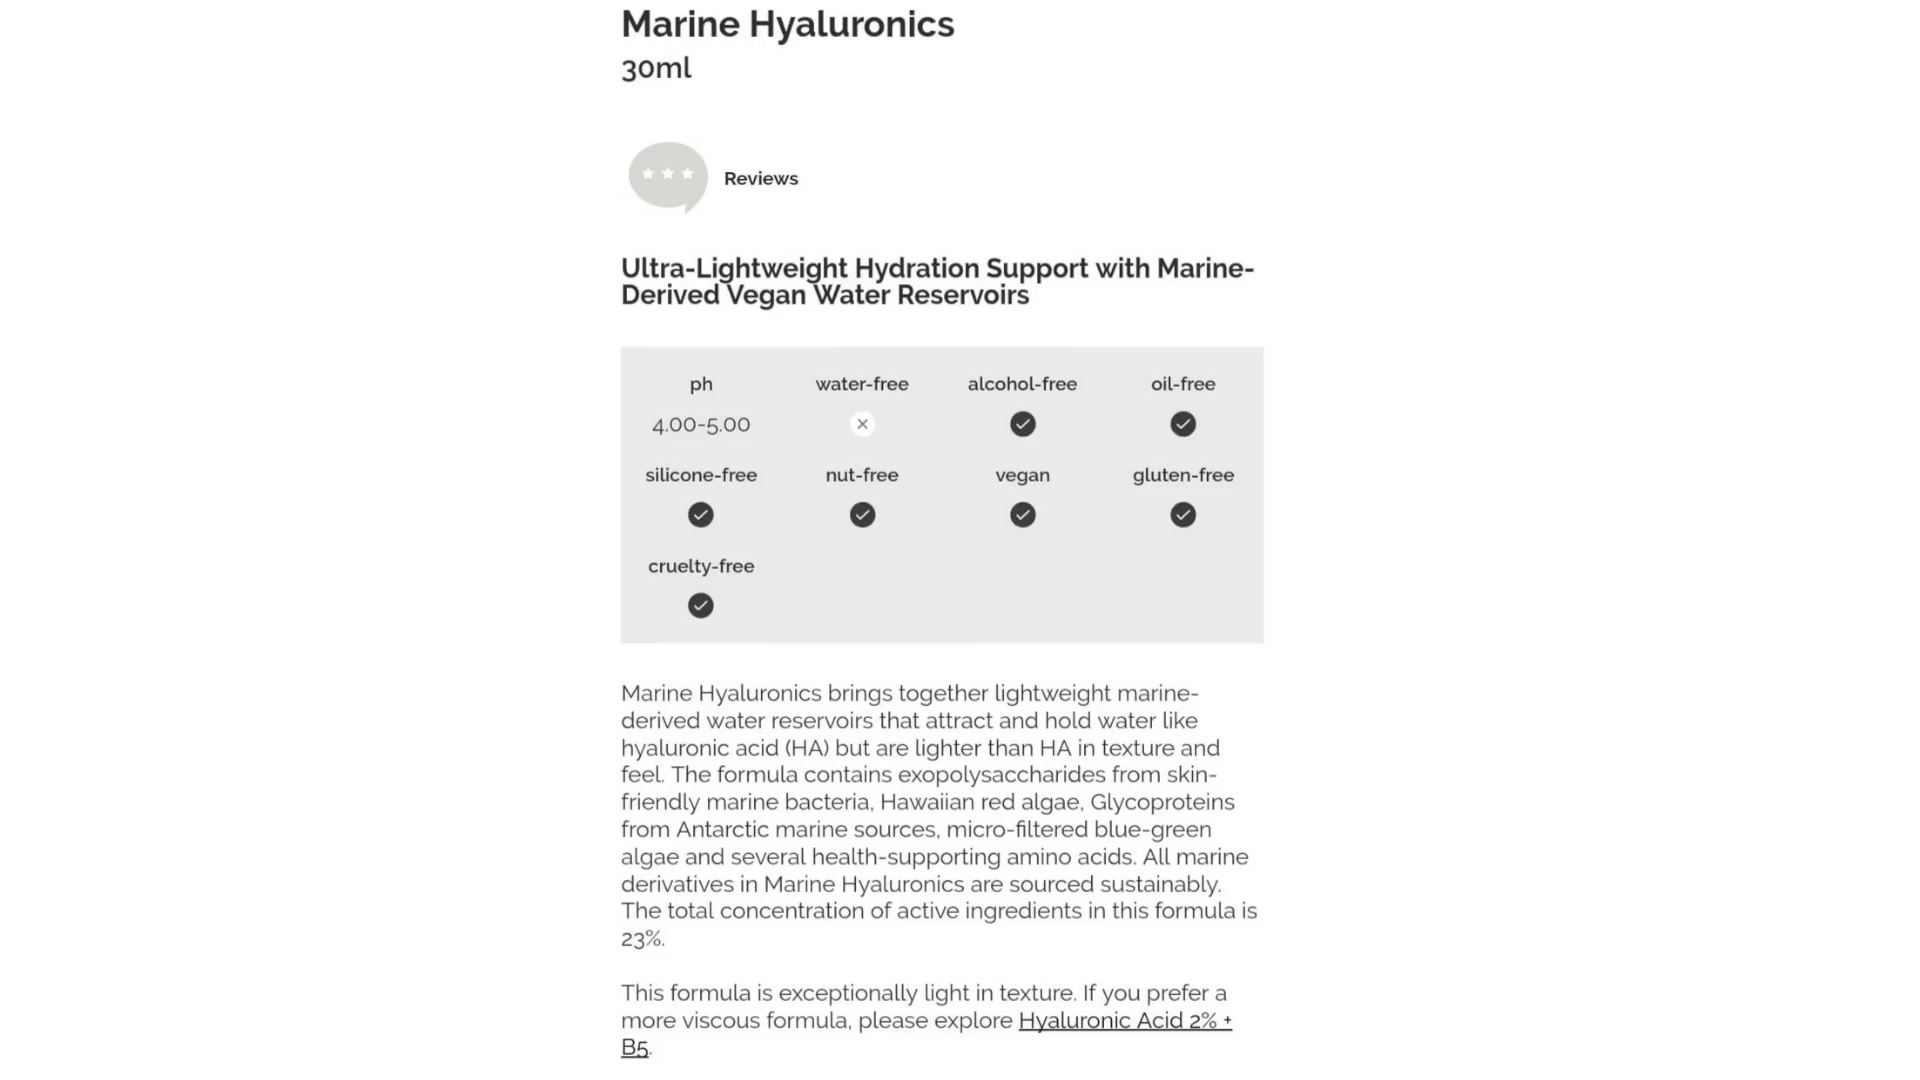 Marine Hyaluronics
30ml
Reviews
Ultra-Lightweight Hydration Support with Marine-
Derived Vegan Water Reservoirs
ph water-free alcohol-free oil-free
4.00-5.00
silicone-free nut-free vegan gluten-free
cruelty-free
Marine Hyaluronics brings together lightweight marine-
derived water reservoirs that attract and hold water like
hyaluronic acid (HA) but are lighter than HA in texture and
feel. The formula contains exopolysaccharides from skin-
friendly marine bacteria, Hawaiian red algae, Glycoproteins
from Antarctic marine sources, micro-filtered blue-green
algae and several health-supporting amino acids. All marine
derivatives in Marine Hyaluronics are sourced sustainably.
The total concentration of active ingredients in this formula is
23%.
This formula is exceptionally light in texture. If you prefer a
more viscous formula, please explore Hyaluronic Acid 2% +
B5.